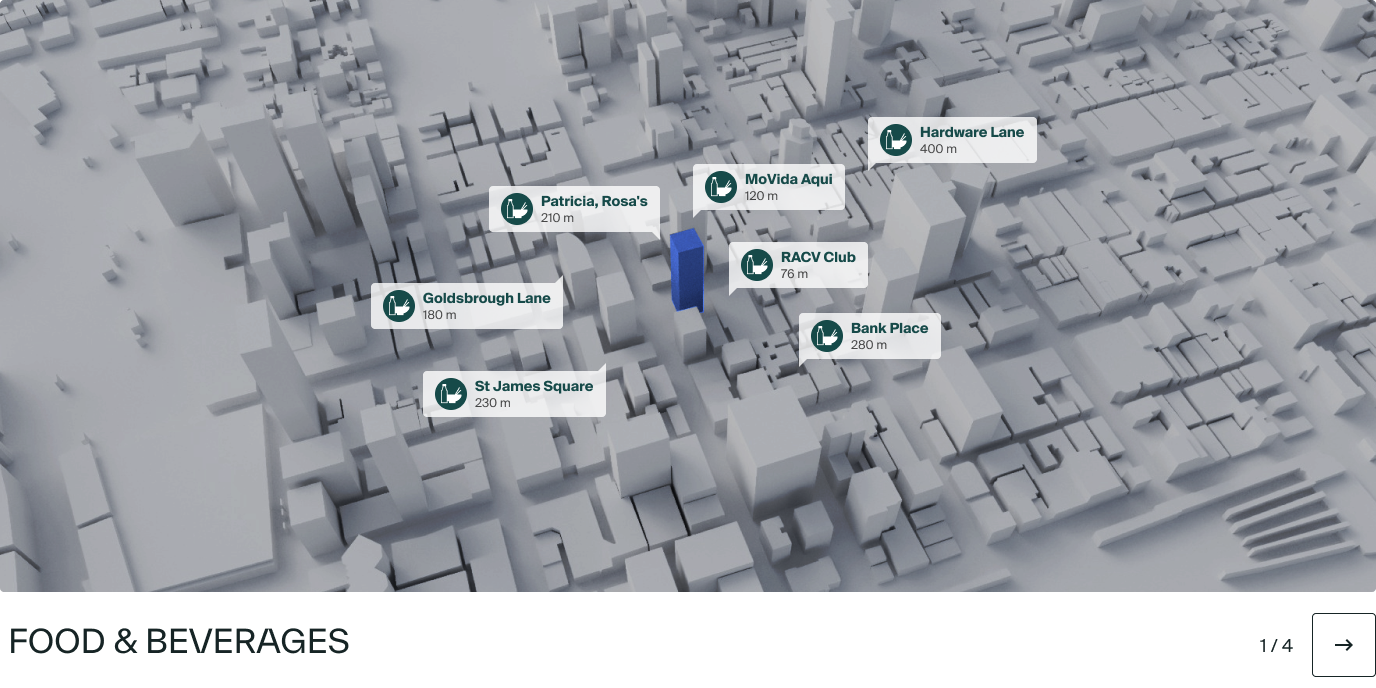 Hardware Lane
400 m
MoVida Aqui
120 m
Patricia, Rosa's
210 m
RACV Club
76 m
Goldsbrough Lane
180 m
Bank Place
280 m
St James Square
230 m
FOOD & BEVERAGES
1 / 4